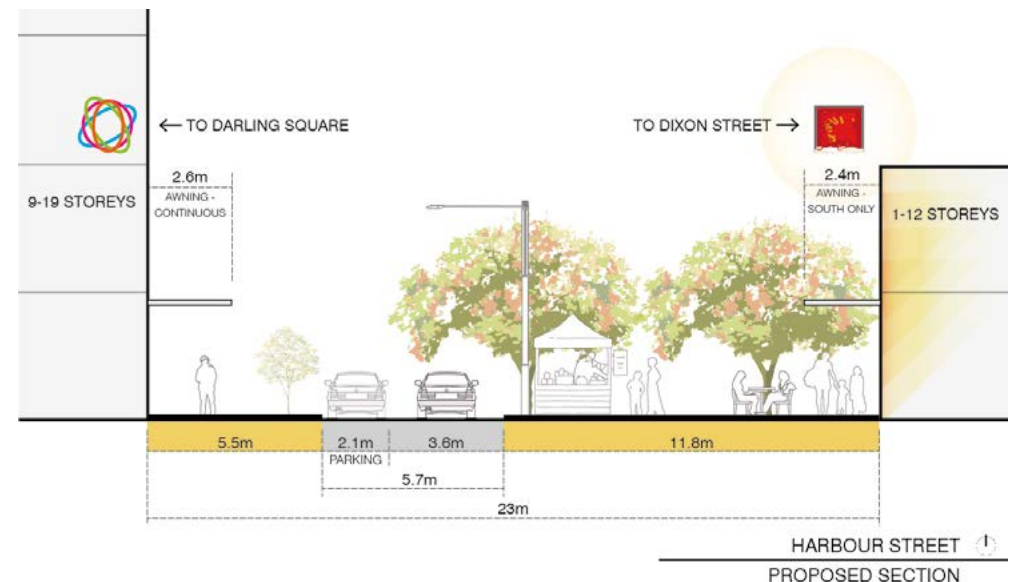 ← TO DARLING SQUARE
TO DIXON STREET →
2.6m
AWNING -
CONTINUOUS
2.4m
AWNING -
SOUTH ONLY
9-19 STOREYS
1-12 STOREYS
5.5m
2.1m
3.6m
11.8m
PARKING
5.7m
23m
HARBOUR STREET
PROPOSED SECTION